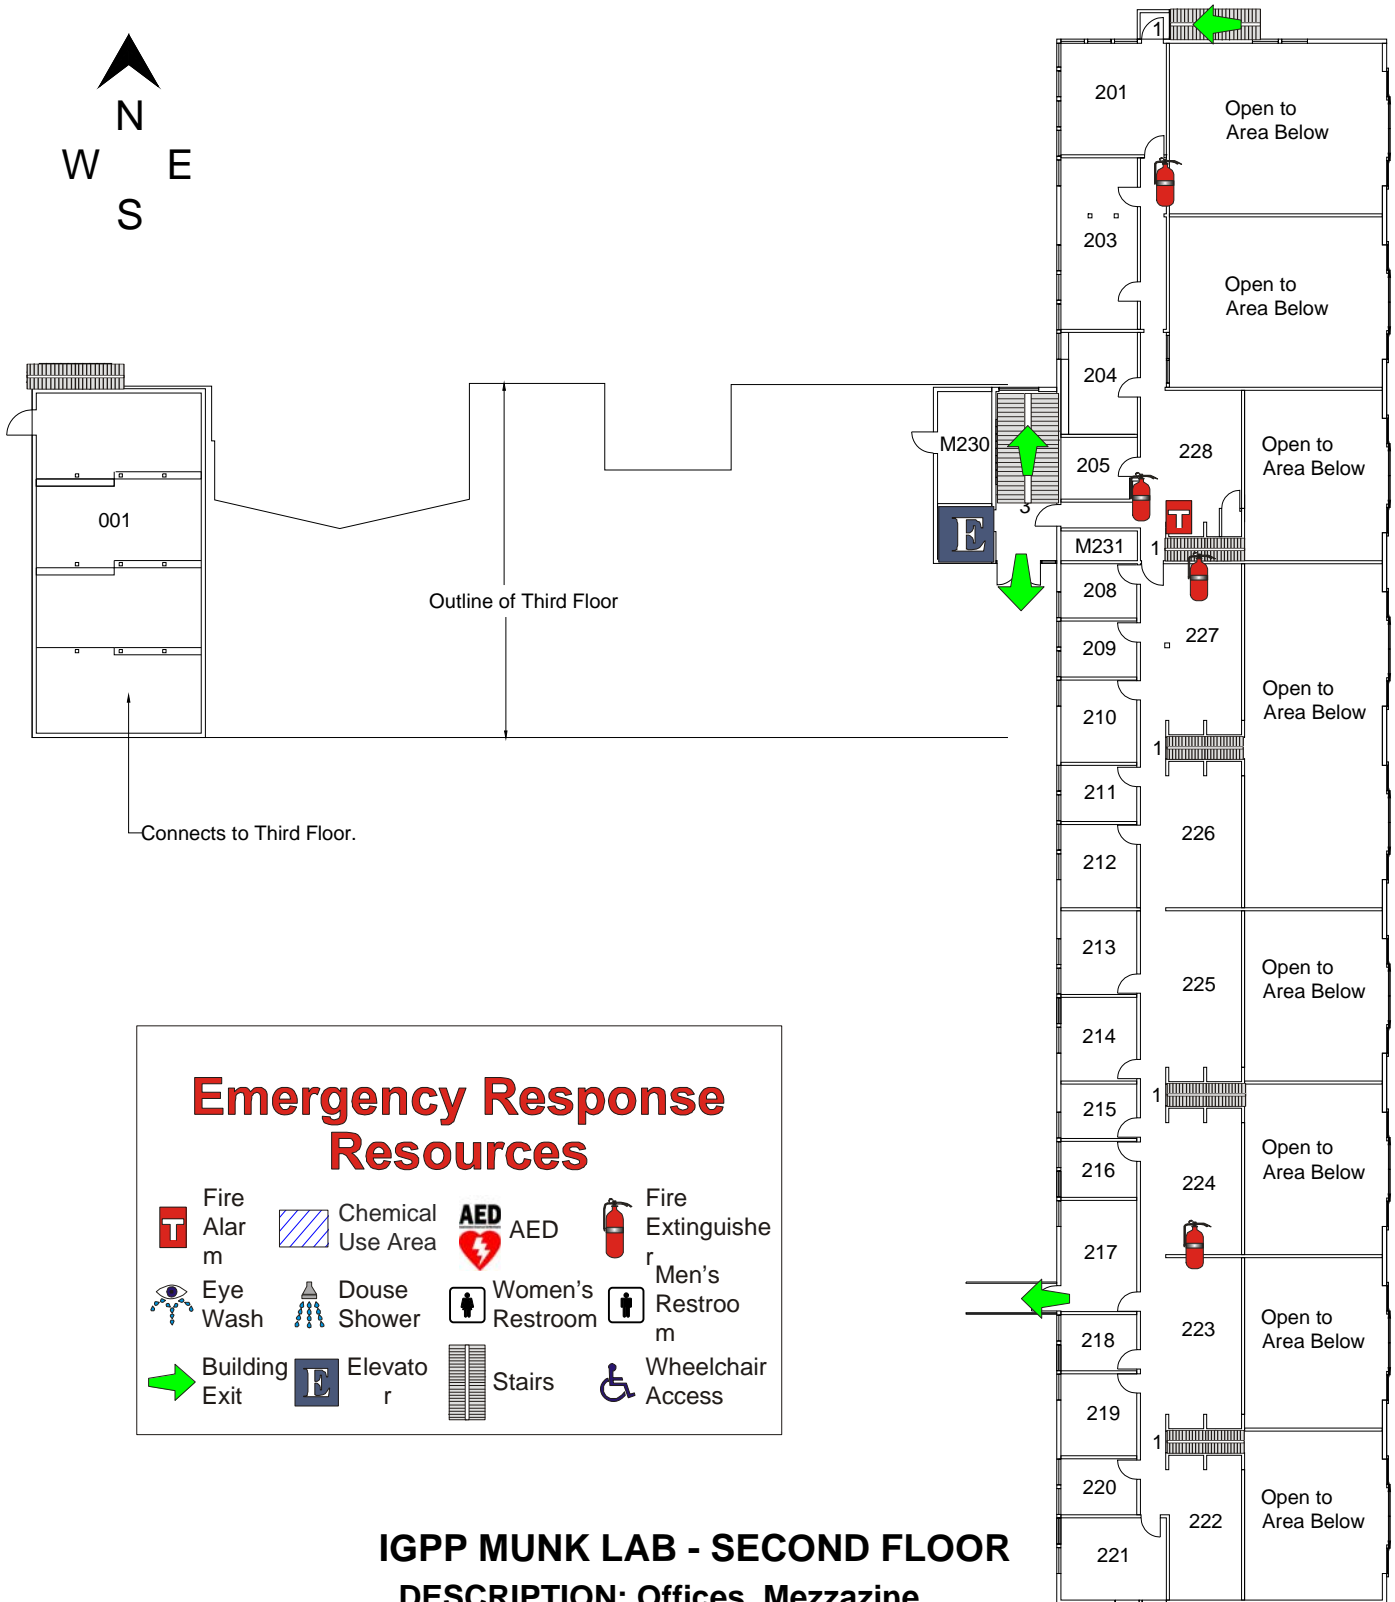 N
W E
S
1
201
Open to
Area Below
203
Open to
Area Below
204
M230
205
228
Open to
Area Below
001
3
T
E
M231
1
208
Outline of Third Floor
227
209
Open to
Area Below
210
1
211
Connects to Third Floor.
226
212
213
Open to
Area Below
225
214
1
215
Open to
Area Below
216
224
217
Open to
Area Below
223
218
219
1
220
Open to
Area Below
222
221
Emergency Response
Resources
T
Fire
Alar
m
Chemical
Use Area
AED
AED
Fire
Extinguishe
r
Eye
Wash
Douse
Shower
Women's
Restroom
Men's
Restroo
m
Building
Exit
E
Elevato
r
Stairs
Wheelchair
Access
IGPP MUNK LAB - SECOND FLOOR
DESCRIPTION: Offices, Mezzazine